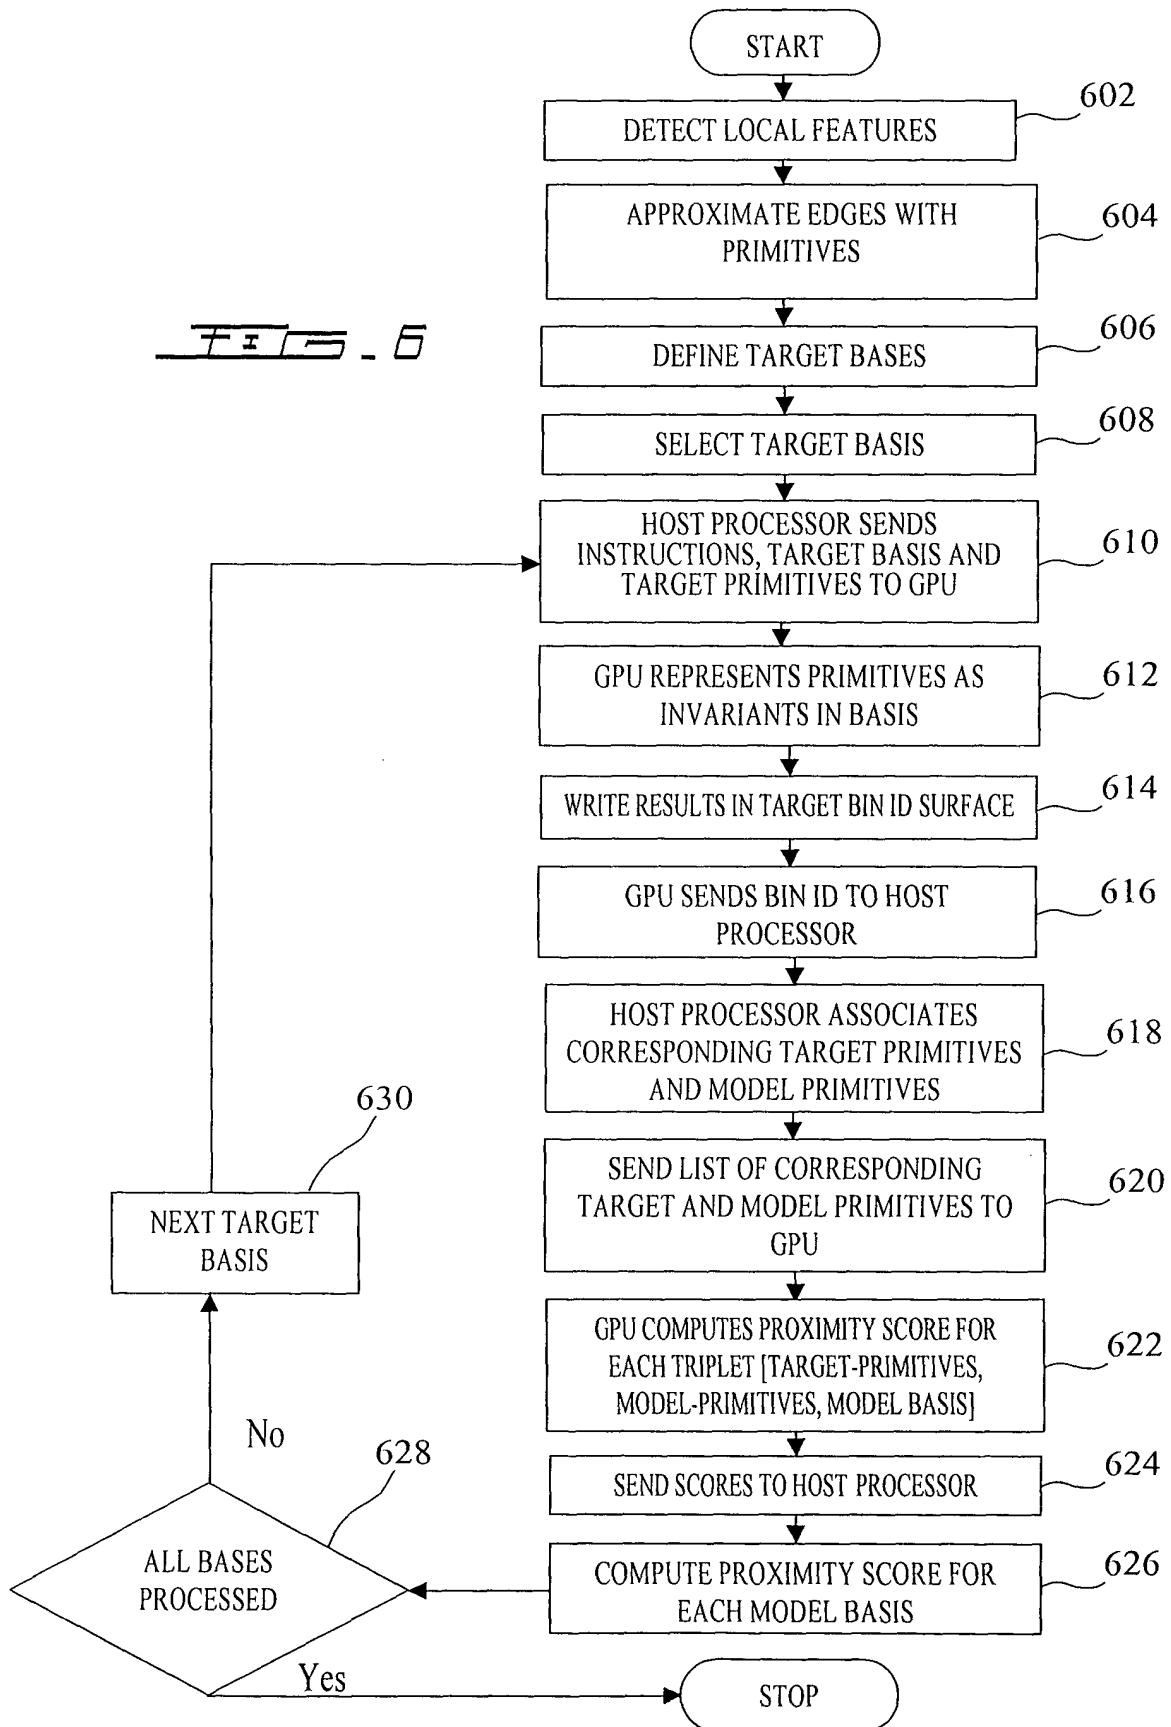 START
602
DETECT LOCAL FEATURES
604
APPROXIMATE EDGES WITH
PRIMITIVES
FIG_6
606
DEFINE TARGET BASES
608
SELECT TARGET BASIS
610
HOST PROCESSOR SENDS
INSTRUCTIONS, TARGET BASIS AND
TARGET PRIMITIVES TO GPU
612
GPU REPRESENTS PRIMITIVES AS
INVARIANTS IN BASIS
614
WRITE RESULTS IN TARGET BIN ID SURFACE
616
GPU SENDS BIN ID TO HOST
PROCESSOR
618
HOST PROCESSOR ASSOCIATES
CORRESPONDING TARGET PRIMITIVES
AND MODEL PRIMITIVES
620
SEND LIST OF CORRESPONDING
TARGET AND MODEL PRIMITIVES TO
GPU
622
GPU COMPUTES PROXIMITY SCORE FOR
EACH TRIPLET [TARGET-PRIMITIVES,
MODEL-PRIMITIVES, MODEL BASIS]
624
SEND SCORES TO HOST PROCESSOR
626
COMPUTE PROXIMITY SCORE FOR
EACH MODEL BASIS
628
ALL BASES
PROCESSED
No
630
NEXT TARGET
BASIS
Yes
STOP